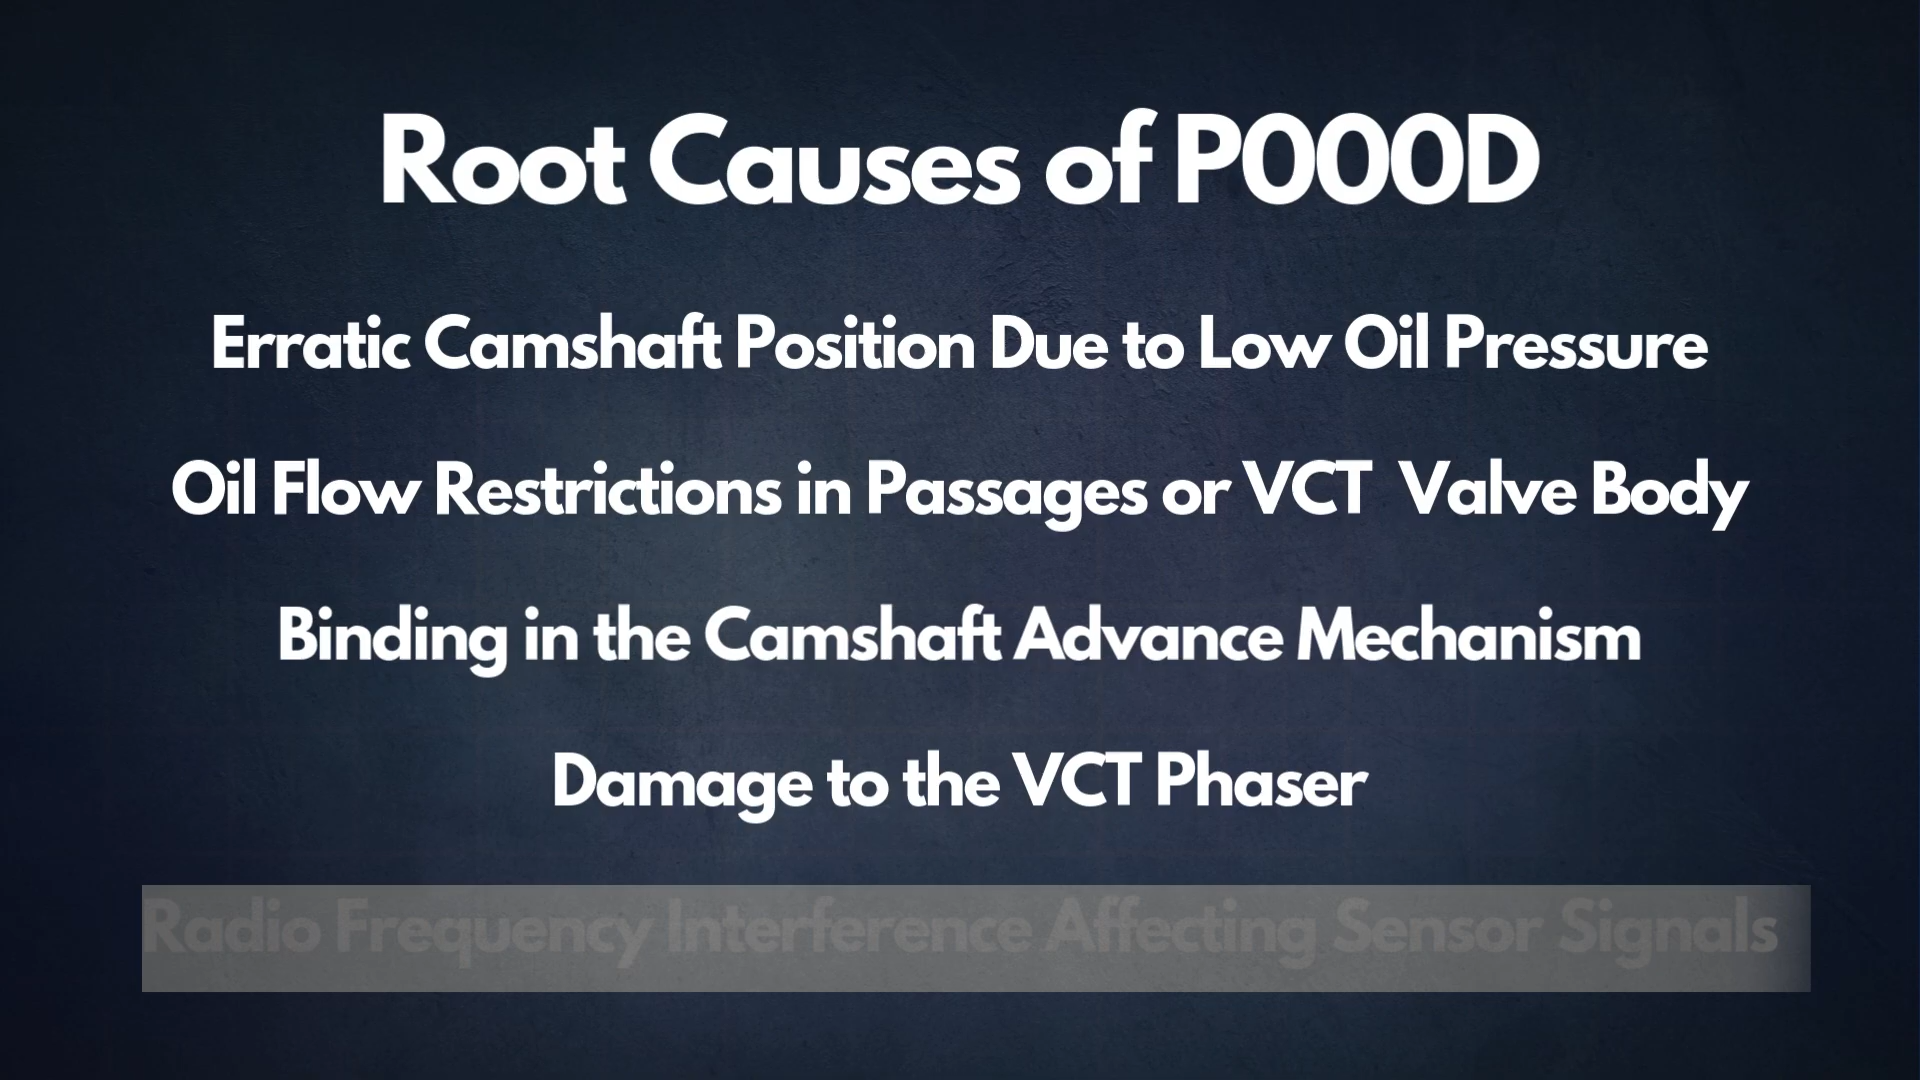 Root Causes of P000D
Erratic Camshaft Position Due to Low Oil Pressure
Oil Flow Restrictions in Passages or VCT Valve Body
Binding in the Camshaft Advance Mechanism
Damage to the VCT Phaser
Radio Frequency Interference Affecting Sensor Signals